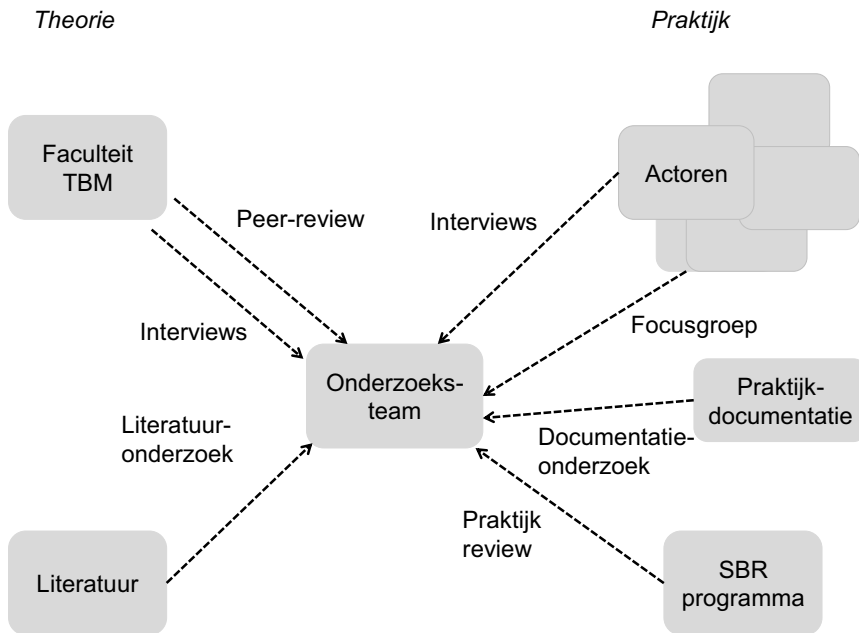 Theorie
Praktijk
Faculteit
TBM
Actoren
Peer-review
Interviews
Interviews
Focusgroep
Onderzoeks-
team
Praktijk-
documentatie
Literatuur-
onderzoek
Documentatie-
onderzoek
Praktijk
review
Literatuur
SBR
programma